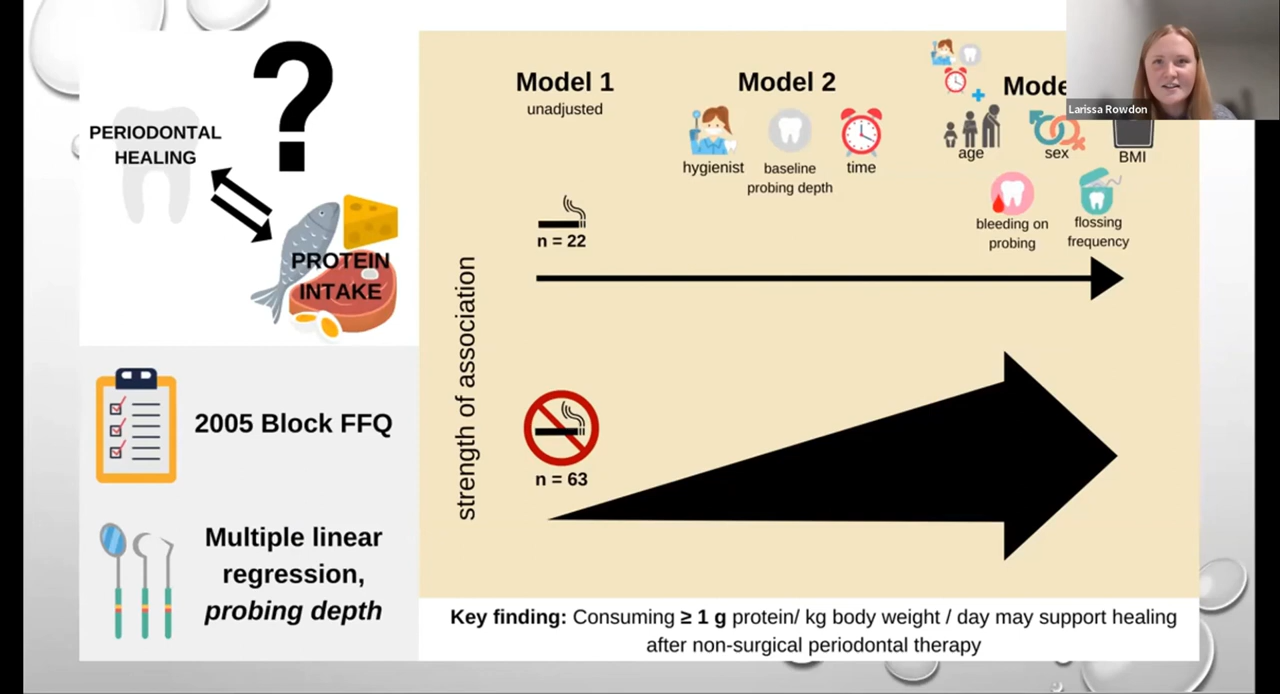 PERIODONTAL
HEALING
?
PROTEIN
INTAKE
2005 Block FFQ
Multiple linear
regression,
probing depth
strength of association
Model 1
unadjusted
n = 22
n = 63
Model 2
hygienist
baseline
probing depth
time
Mode
age
sex
BMI
bleeding on
probing
flossing
frequency
Key finding: Consuming ≥ 1 g protein/ kg body weight / day may support healing
after non-surgical periodontal therapy
Larissa Rowdon